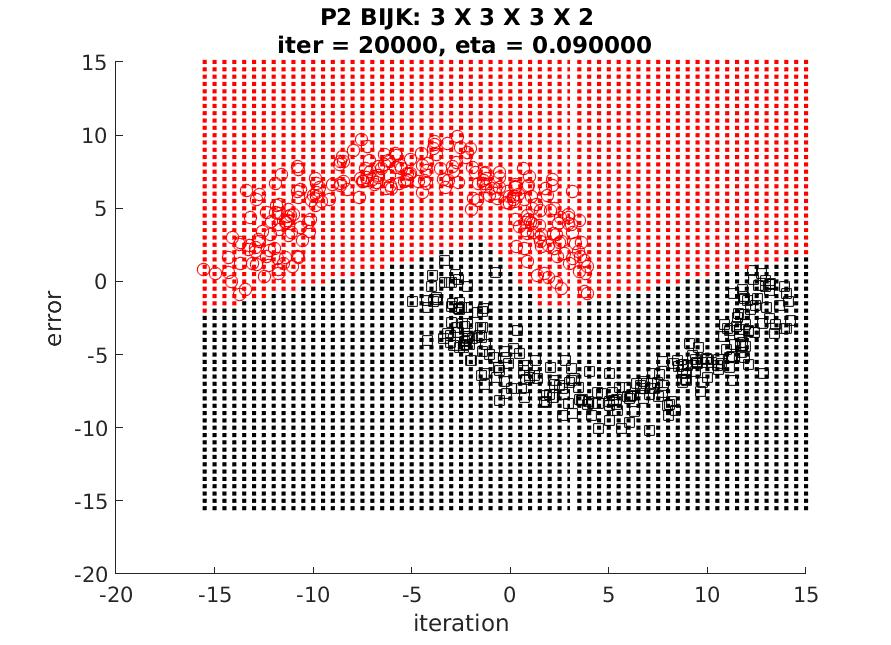 P2 BIJK: 3 X 3 X 3 X 2
iter = 20000, eta = 0.090000
15
10
5
0
-5
-10
-15
-20
error
-20 -15 -10 -5 0 5 10 15
iteration